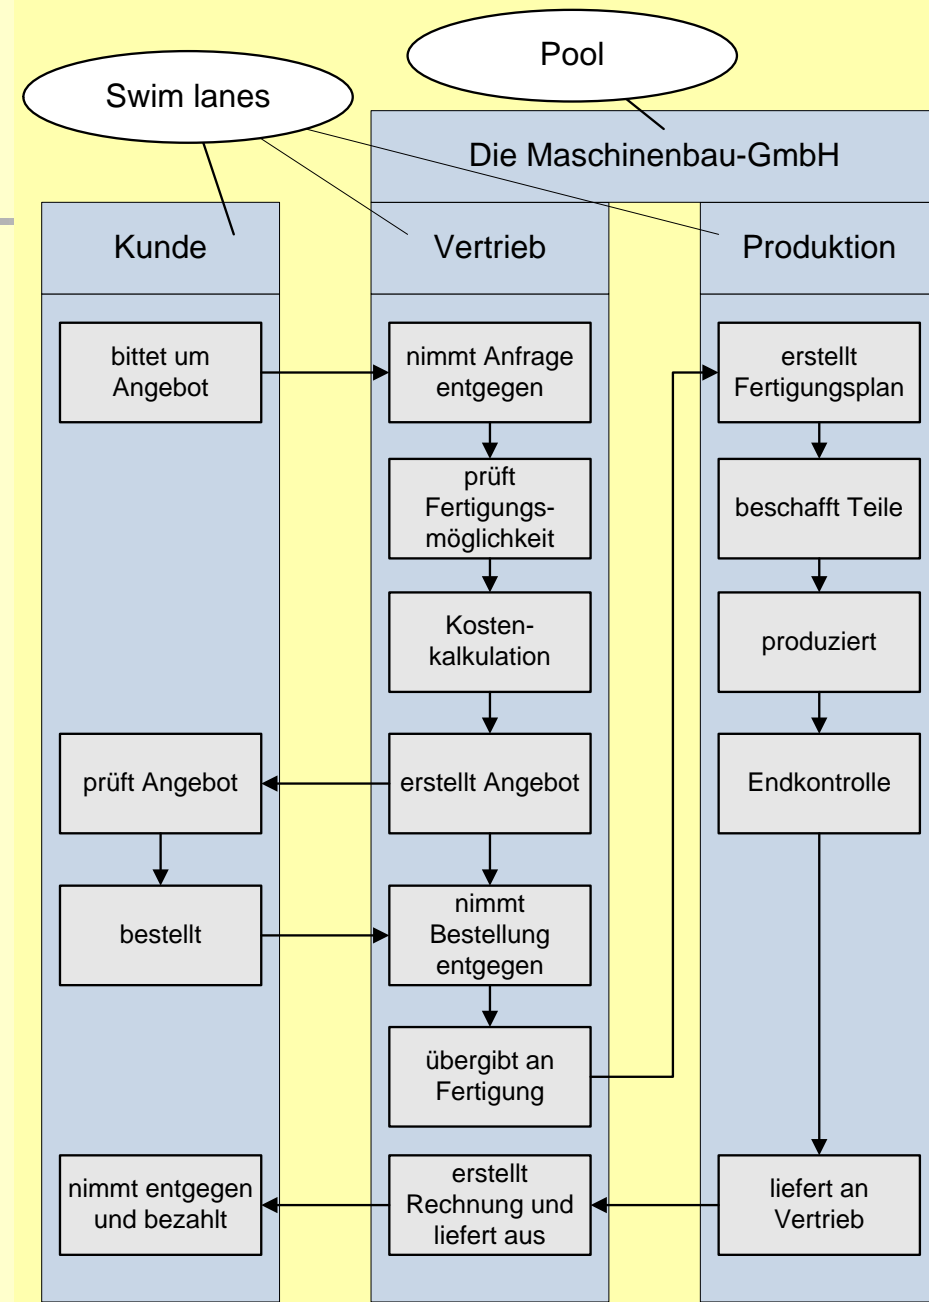 Pool
Swim lanes
Die Maschinenbau-GmbH
Kunde
Vertrieb
Produktion
bittet um
Angebot
nimmt Anfrage
entgegen
erstellt
Fertigungsplan
prüft
Fertigungs-
möglichkeit
beschafft Teile
Kosten-
kalkulation
produziert
prüft Angebot
erstellt Angebot
Endkontrolle
bestellt
nimmt
Bestellung
entgegen
übergibt an
Fertigung
nimmt entgegen
und bezahlt
erstellt
Rechnung und
liefert aus
liefert an
Vertrieb